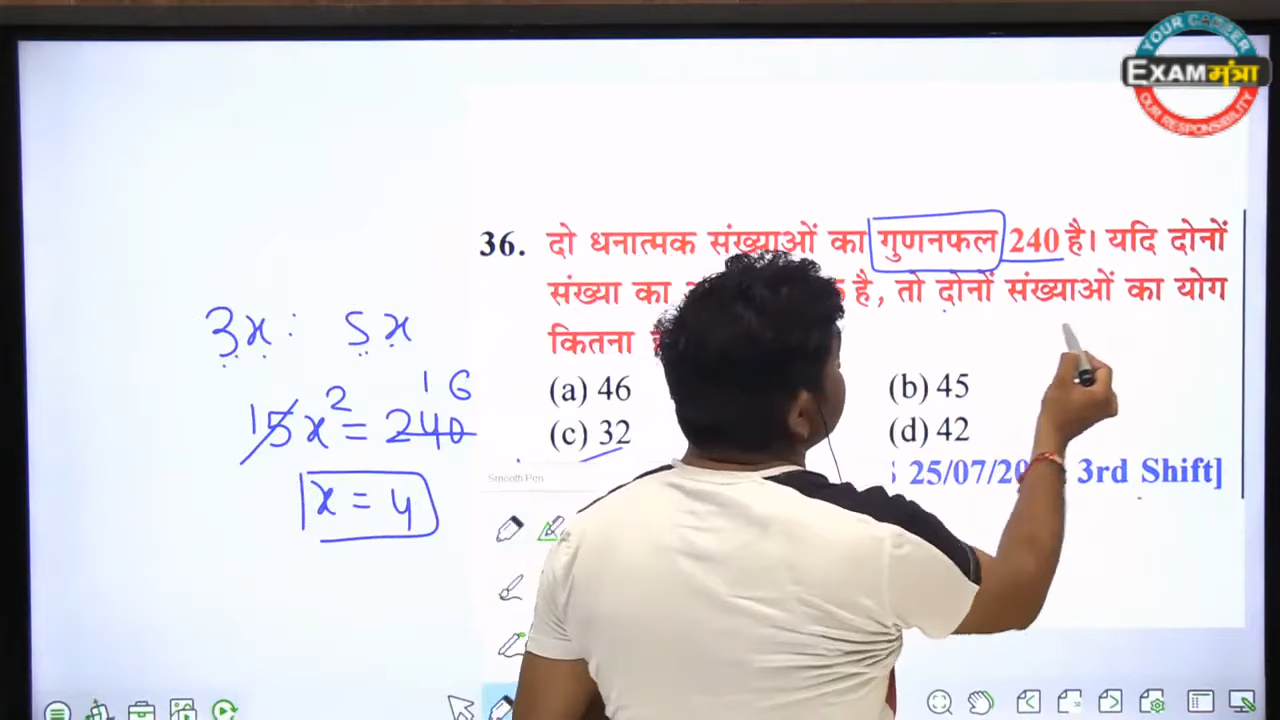 YOUR CAREER
EXAMमंत्रा
OUR RESPONSIBILITY
36. दो धनात्मक संख्याओं का गुणनफल 240 है। यदि दोनों
संख्या का है, तो दोनों संख्याओं का योग
कितना
(a) 46 (b) 45
(c) 32 (d) 42
25/07/20 3rd Shift]
3x : 5x
16
15x² = 240
x = 4
Smooth Pen